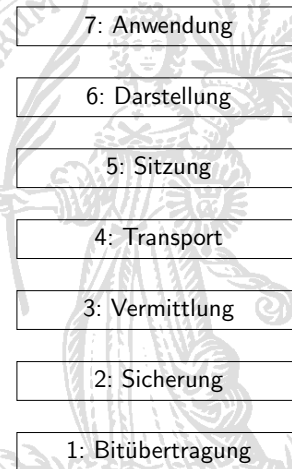 7: Anwendung
6: Darstellung
5: Sitzung
4: Transport
3: Vermittlung
2: Sicherung
1: Bitübertragung